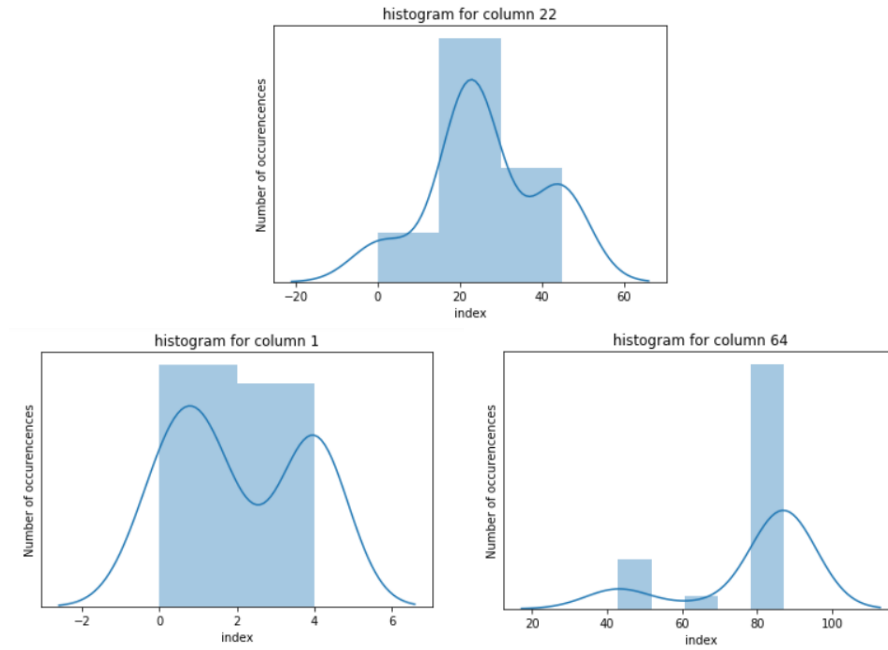 histogram for column 22
Number of occurencences
−20 0 20 40 60
index
histogram for column 1
Number of occurencences
−2 0 2 4 6
index
histogram for column 64
Number of occurencences
20 40 60 80 100
index